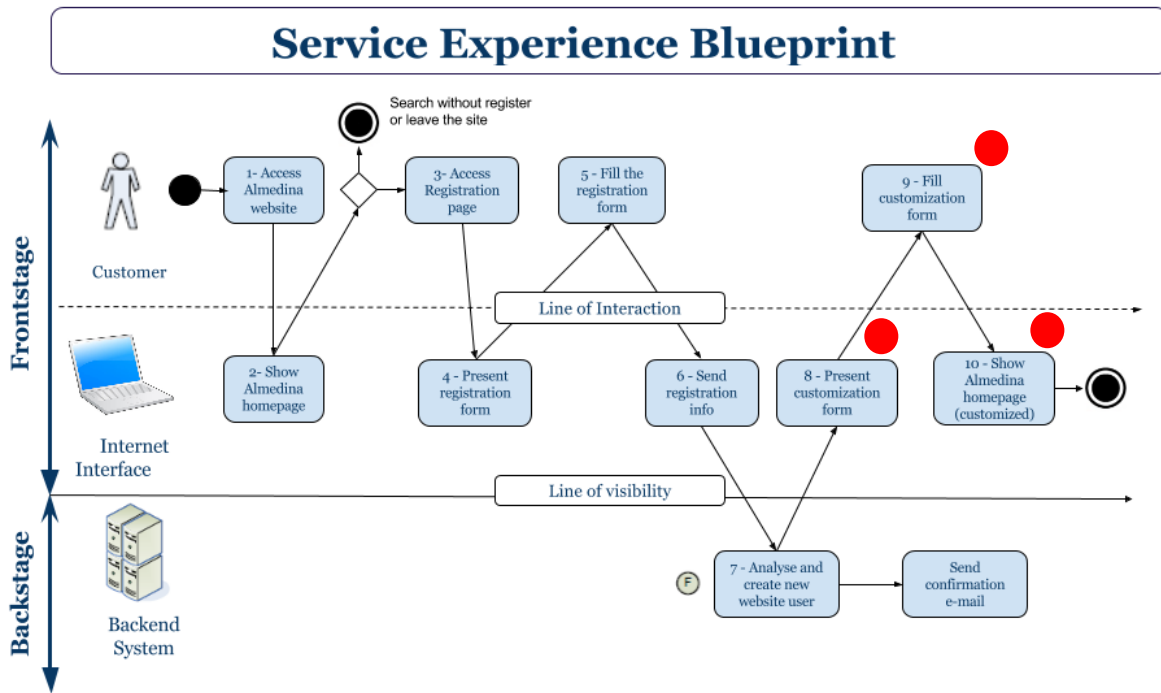 Service Experience Blueprint
Search without register
or leave the site
Frontstage
1- Access
Almedina
website
3- Access
Registration
page
5 - Fill the
registration
form
9 - Fill
customization
form
Customer
Line of Interaction
2- Show
Almedina
homepage
4 - Present
registration
form
6 - Send
registration
info
8 - Present
customization
form
10 - Show
Almedina
homepage
(customized)
Internet
Interface
Line of visibility
Backstage
F
7 - Analyse and
create new
website user
Send
confirmation
e-mail
Backend
System